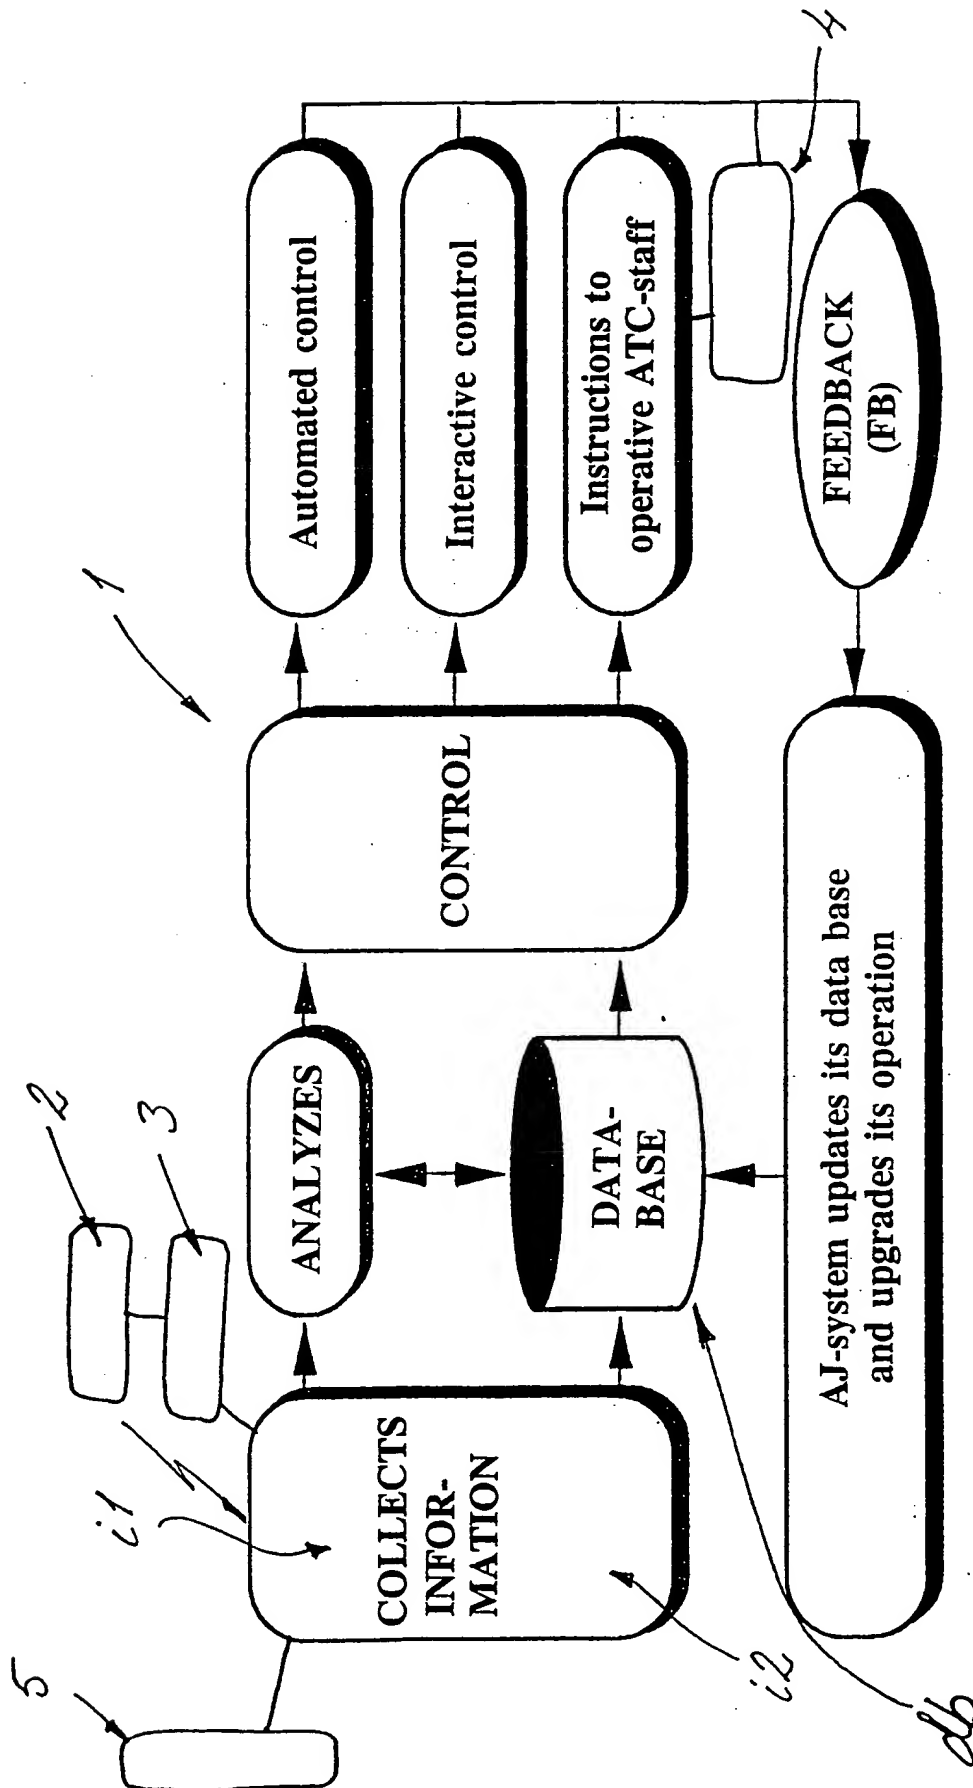 1
2
3
5
i1
i2
4
db
COLLECTS
INFOR-
MATION
ANALYZES
DATA-
BASE
CONTROL
Automated control
Interactive control
Instructions to
operative ATC-staff
FEEDBACK
(FB)
AJ-system updates its data base
and upgrades its operation